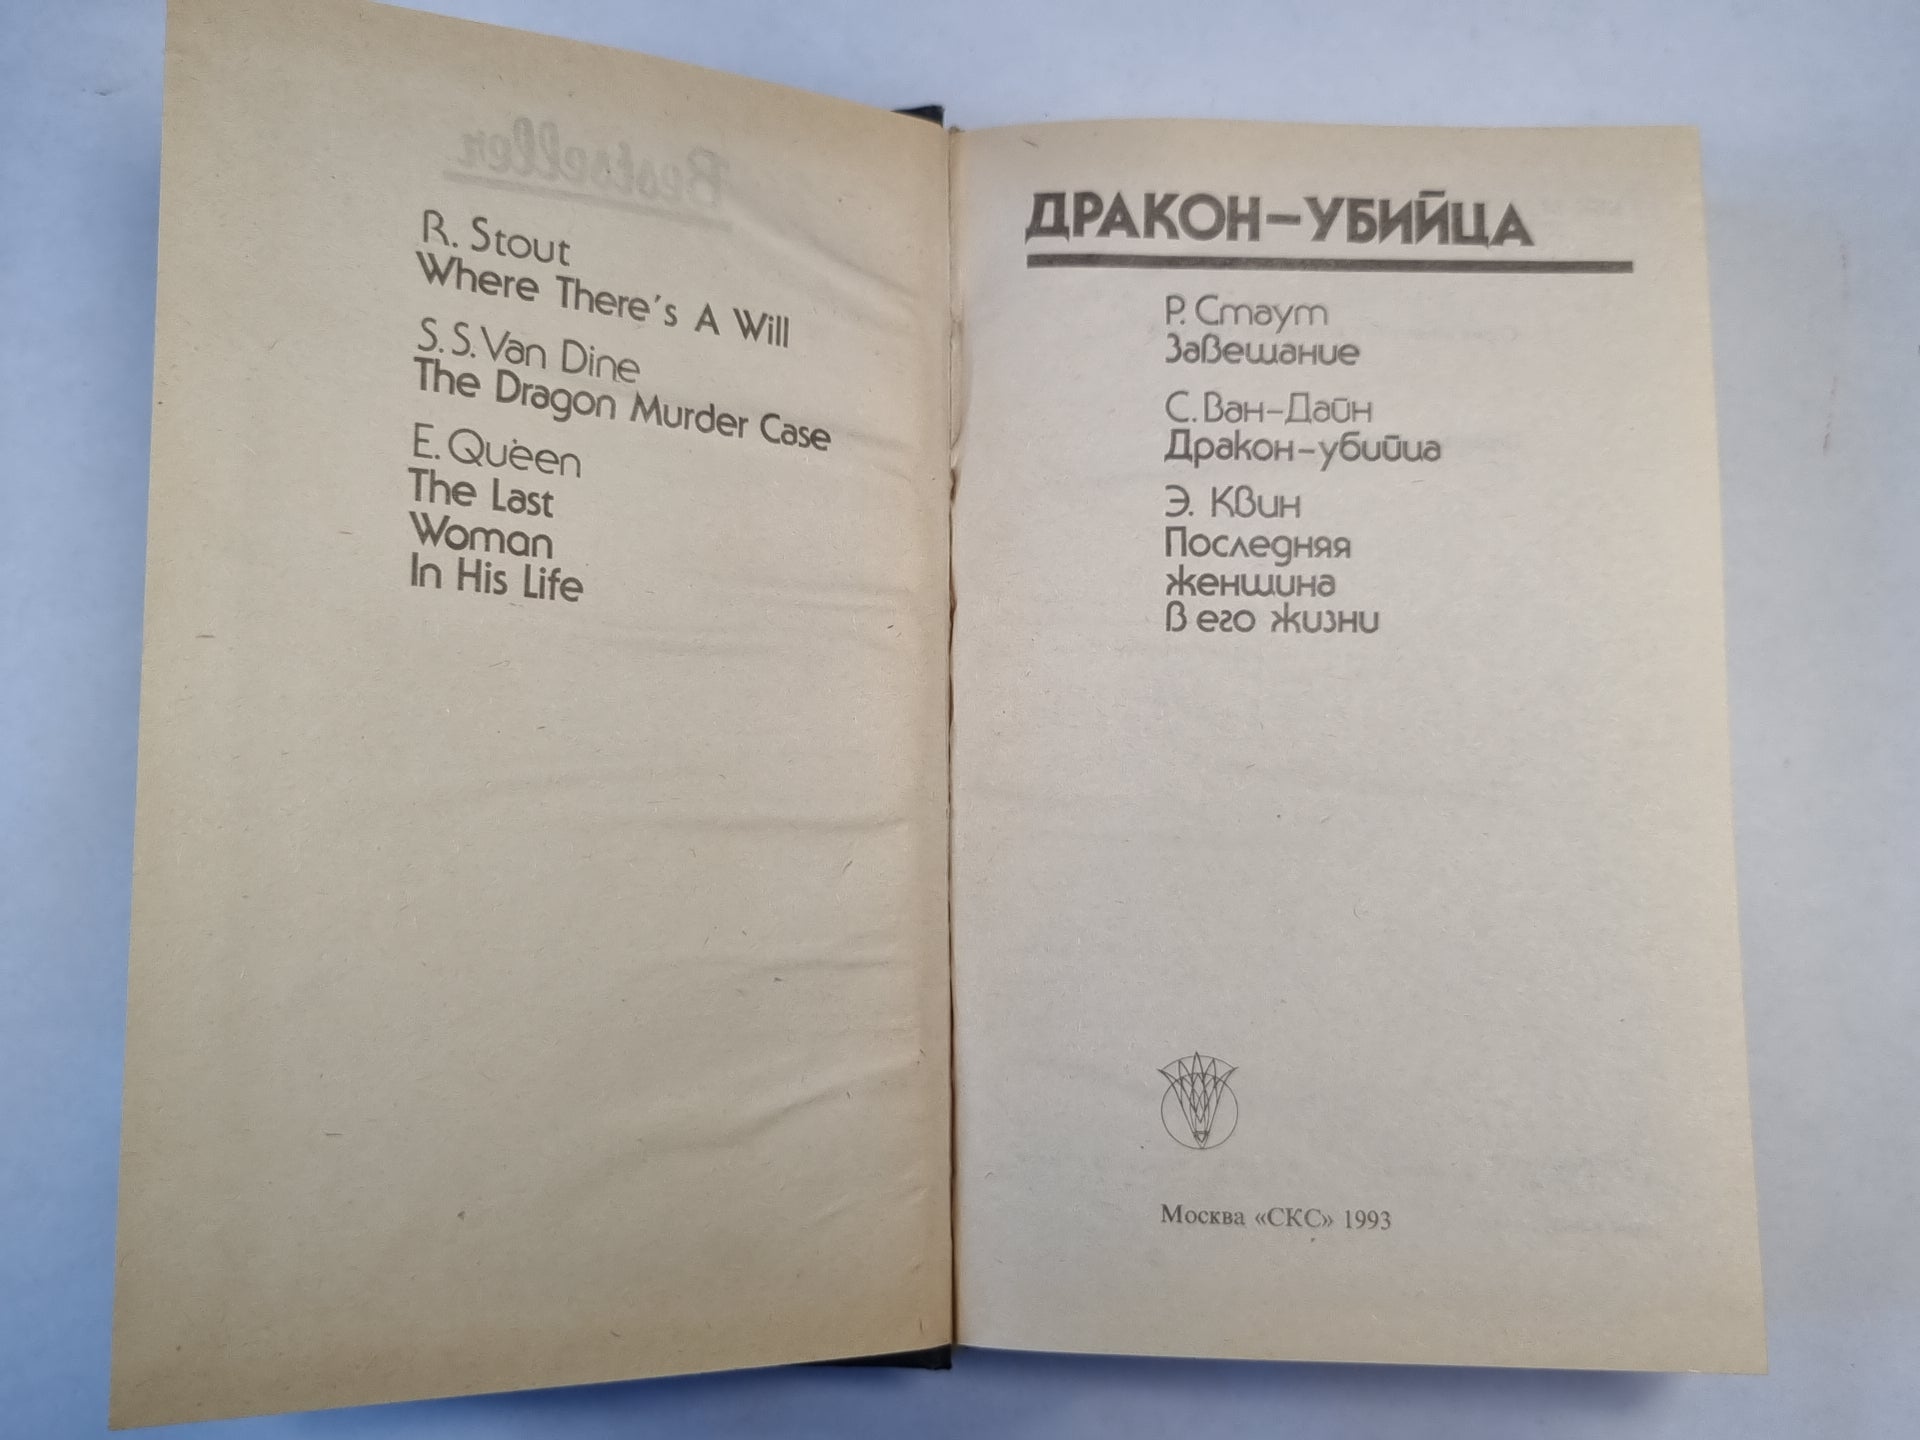 Bestseller
R. Stout
Where There's A Will
S. S. Van Dine
The Dragon Murder Case
E. Queen
The Last
Woman
In His Life
ДРАКОН-УБИЙЦА
Р. Стаут
Завещание
С. Ван-Дайн
Дракон-убийца
Э. Квин
Последняя
женщина
в его жизни
Москва «СКС» 1993